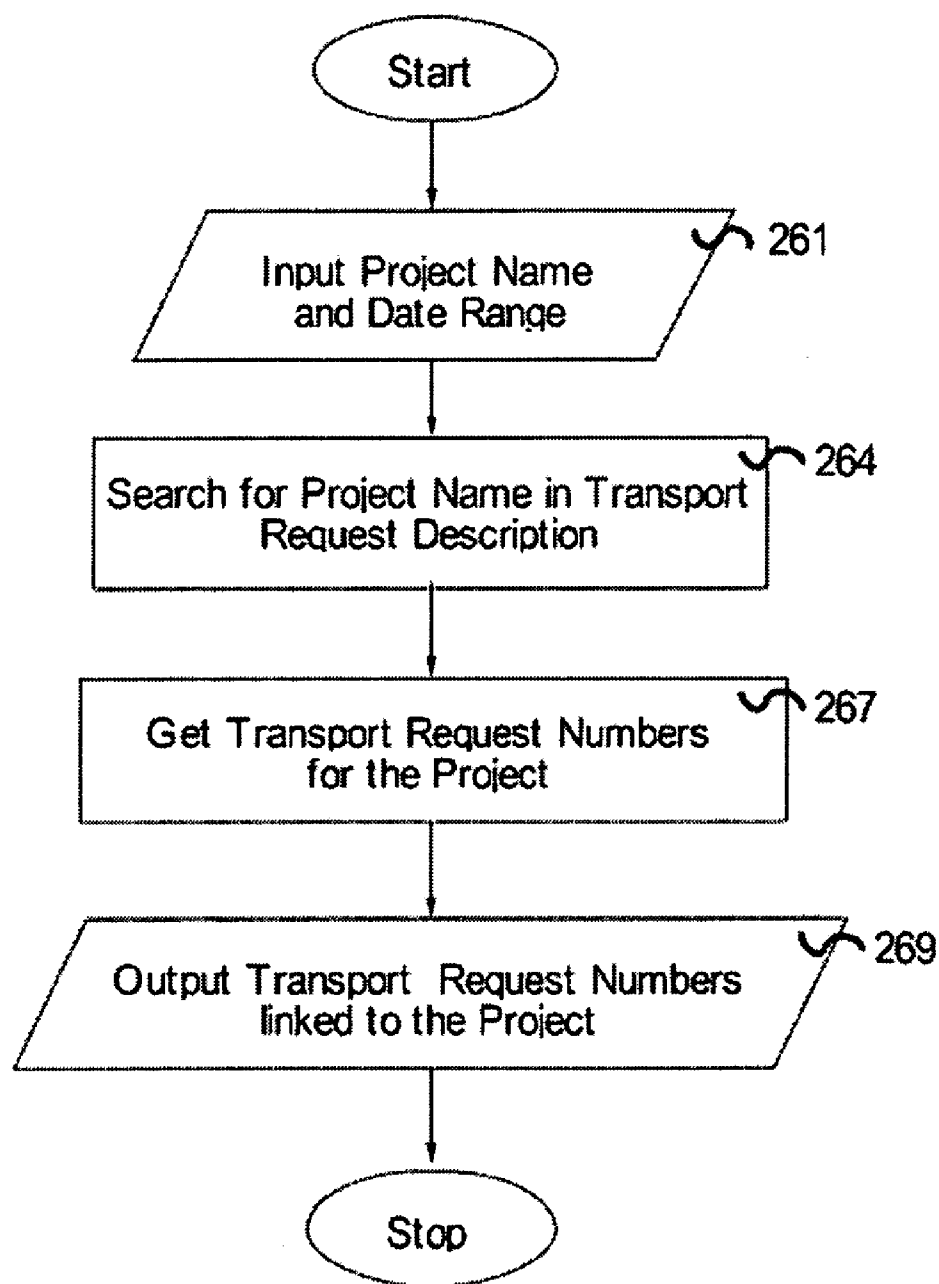 Start
261
Input Project Name
and Date Range
264
Search for Project Name in Transport
Request Description
267
Get Transport Request Numbers
for the Project
269
Output Transport Request Numbers
linked to the Project
Stop